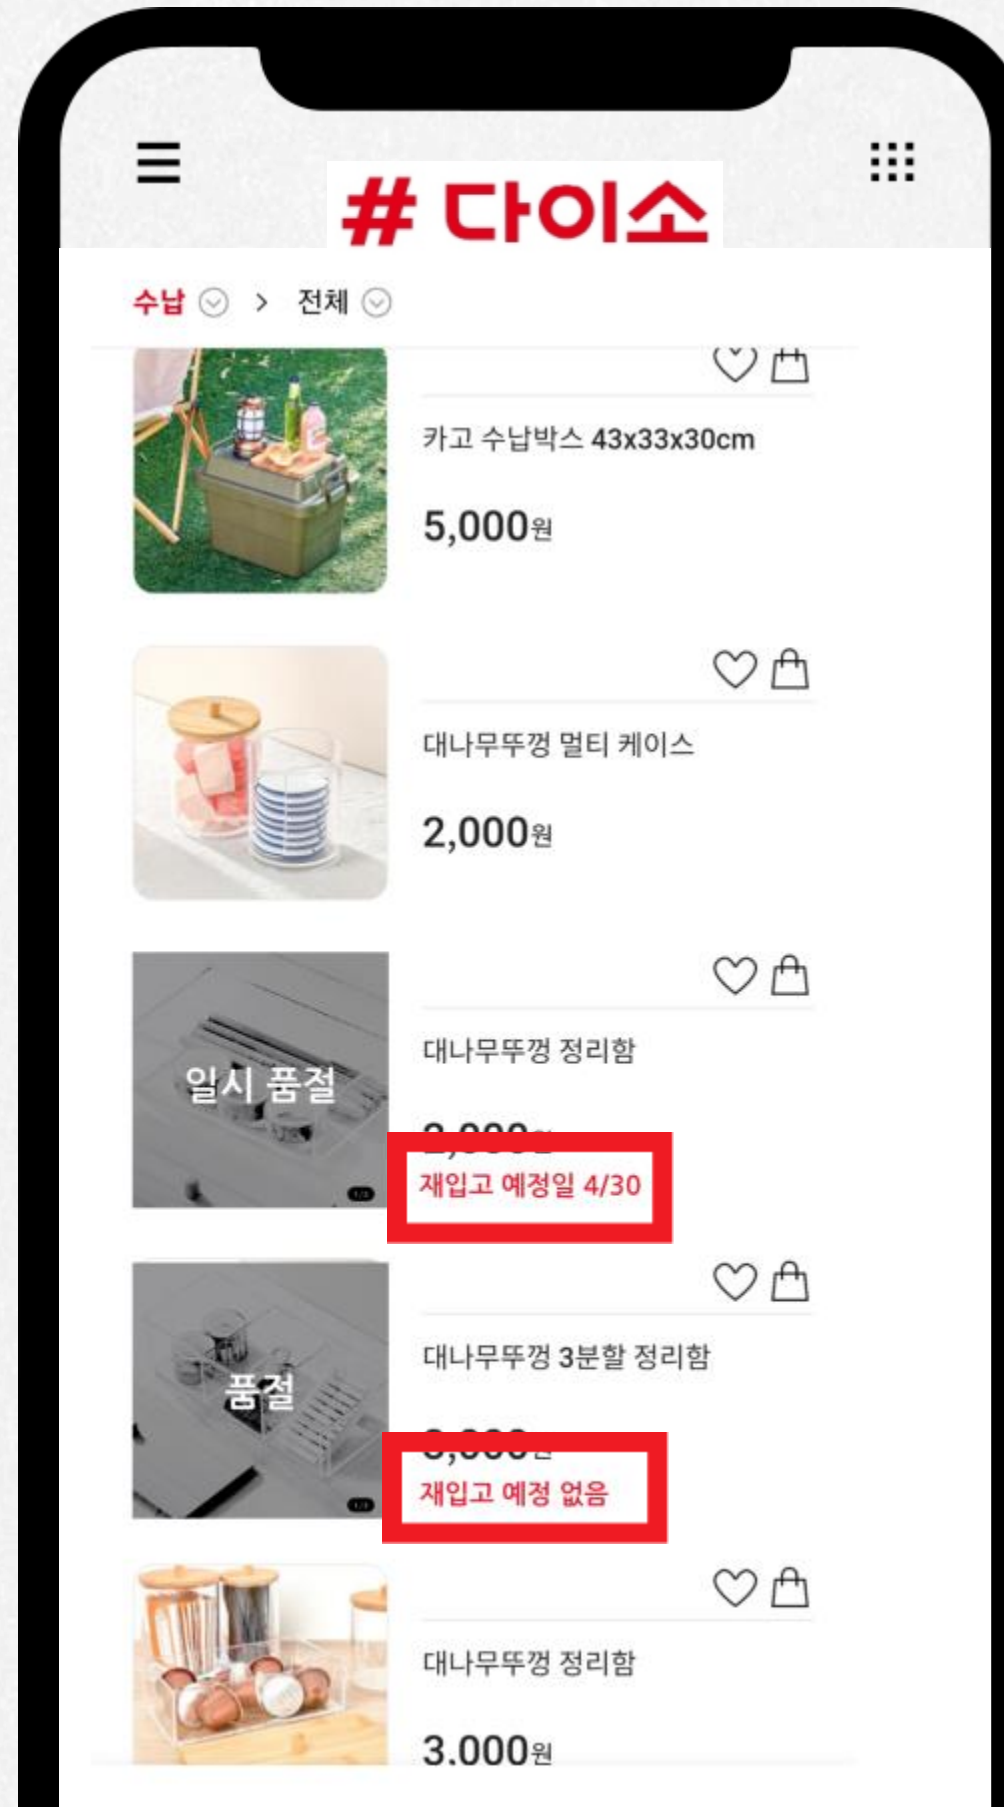 # 다이소
수납 > 전체
카고 수납박스 43x33x30cm
5,000원
대나무뚜껑 멀티 케이스
2,000원
일시 품절
대나무뚜껑 정리함
재입고 예정일 4/30
품절
대나무뚜껑 3분할 정리함
재입고 예정 없음
대나무뚜껑 정리함
3,000원